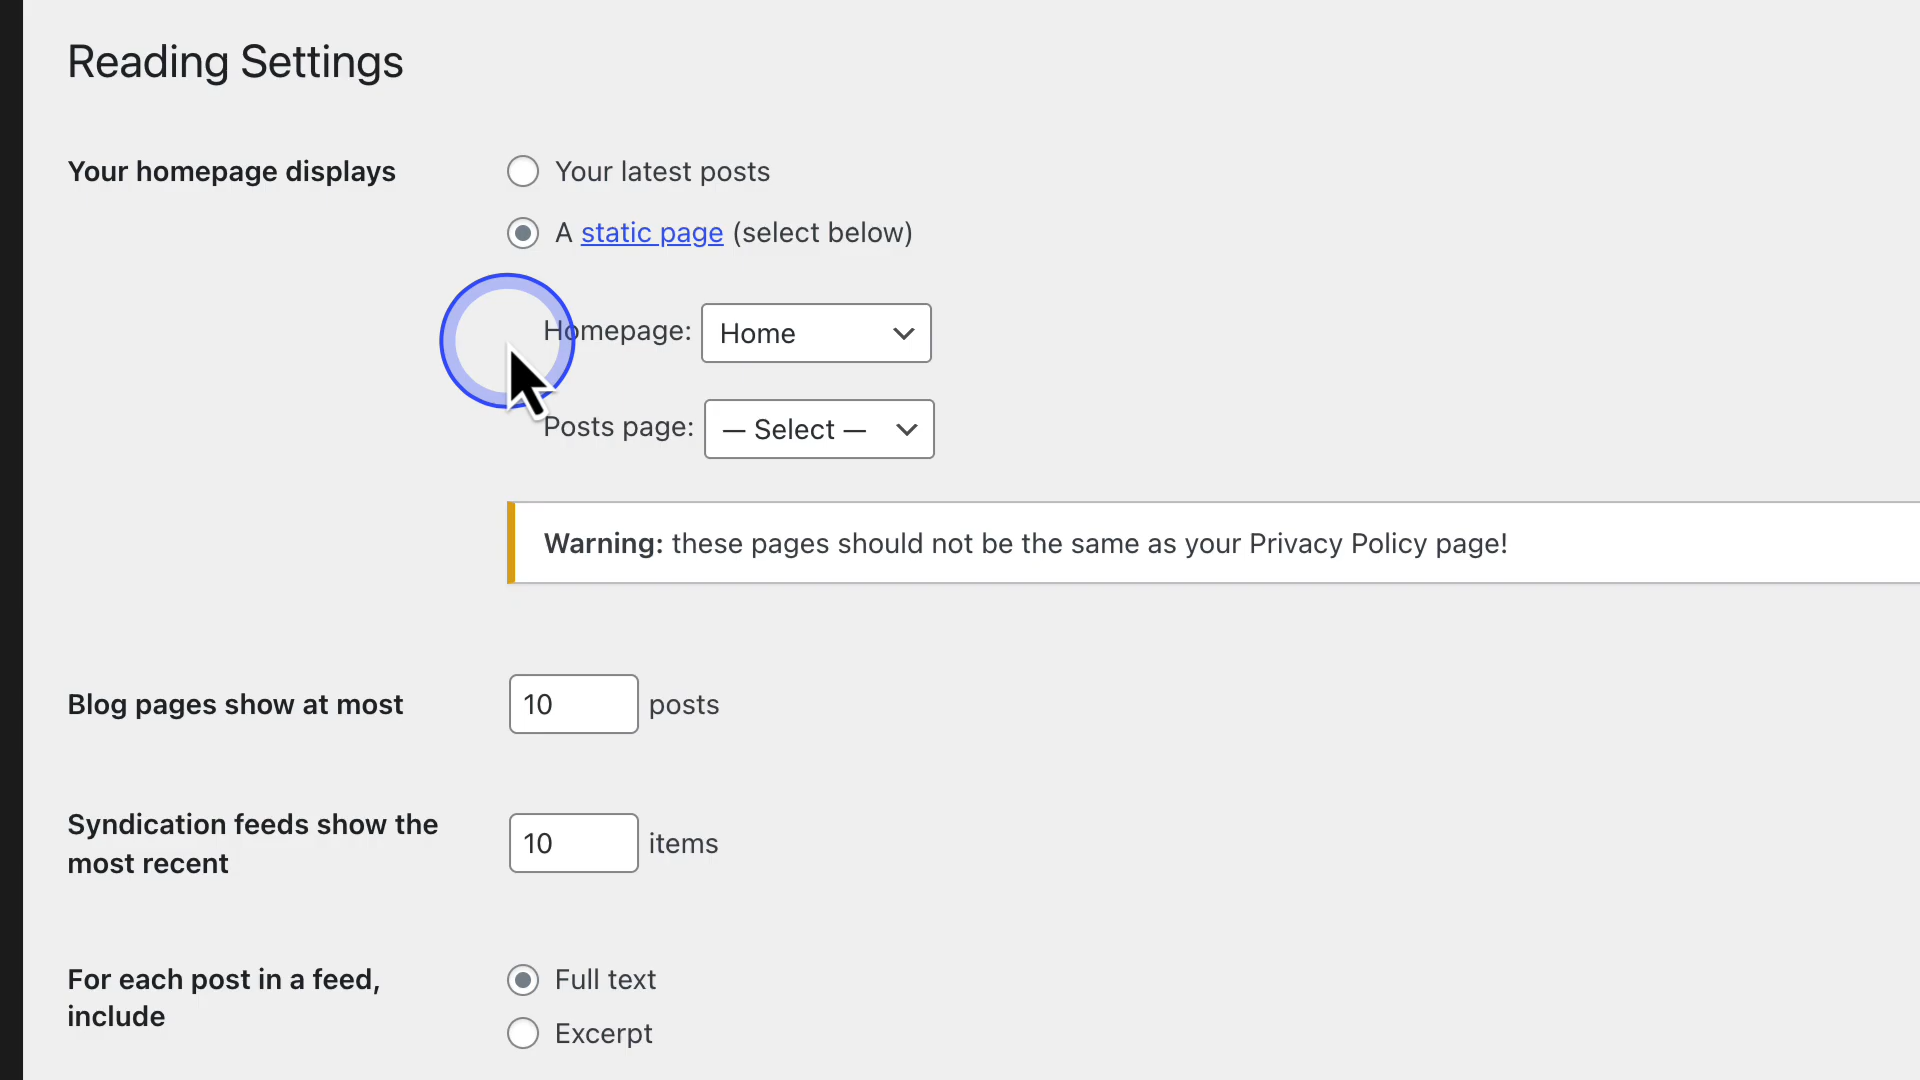 Reading Settings
Your homepage displays
Your latest posts
A static page (select below)
Homepage: Home
Posts page: — Select —
Warning: these pages should not be the same as your Privacy Policy page!
Blog pages show at most
10 posts
Syndication feeds show the
most recent
10 items
For each post in a feed,
include
Full text
Excerpt